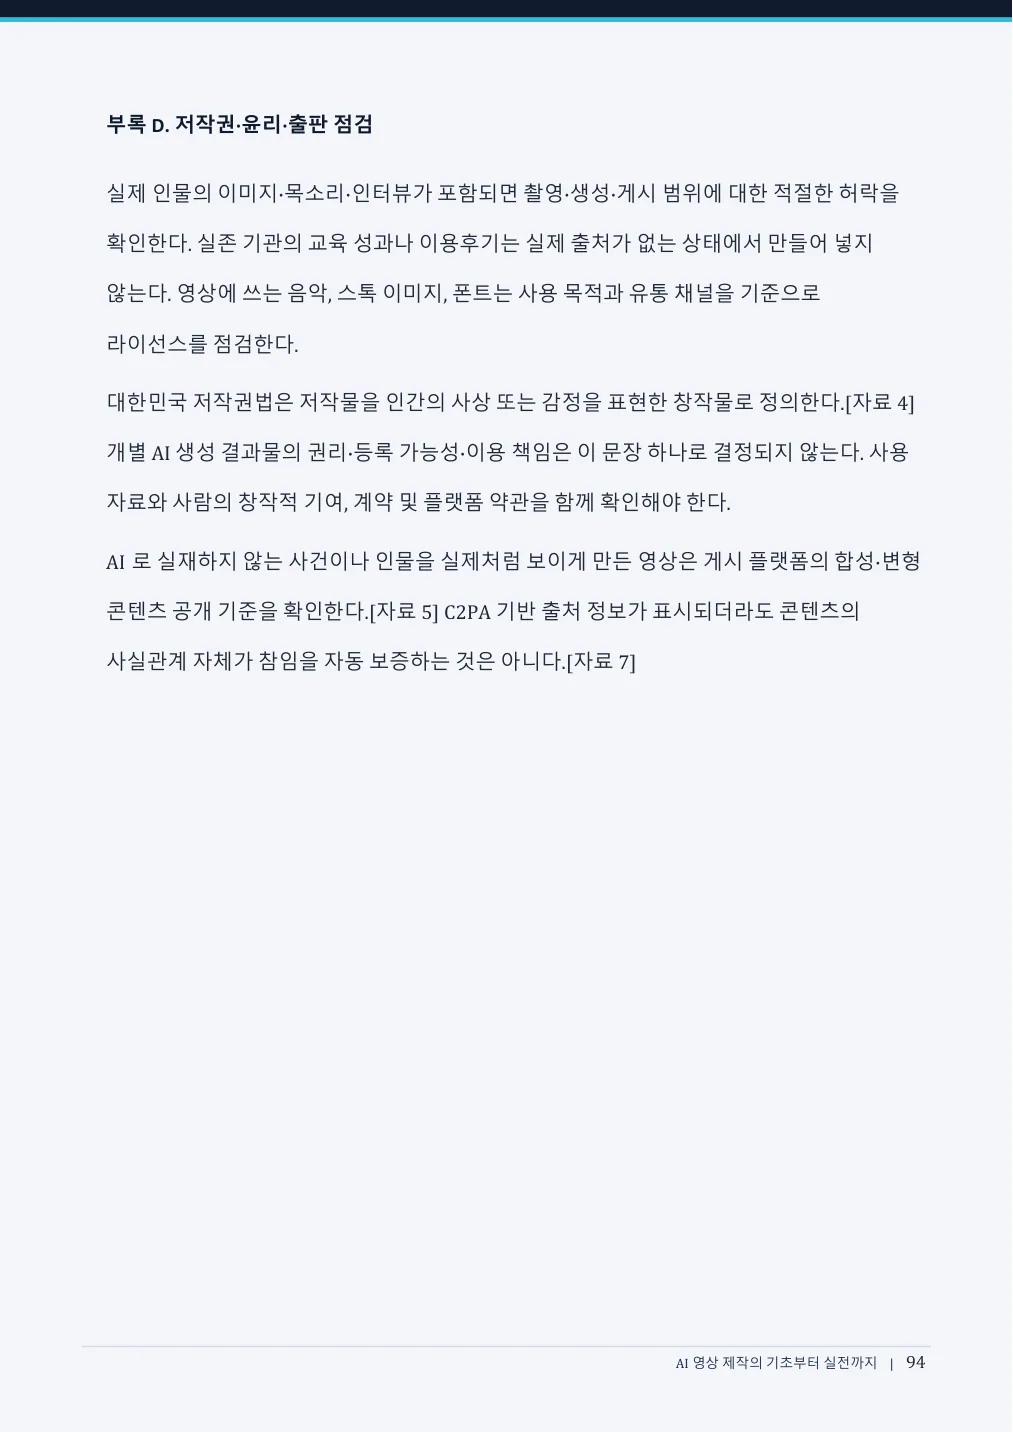 부록 D. 저작권·윤리·출판 점검
실제 인물의 이미지·목소리·인터뷰가 포함되면 촬영·생성·게시 범위에 대한 적절한 허락을
확인한다. 실존 기관의 교육 성과나 이용후기는 실제 출처가 없는 상태에서 만들어 넣지
않는다. 영상에 쓰는 음악, 스톡 이미지, 폰트는 사용 목적과 유통 채널을 기준으로
라이선스를 점검한다.
대한민국 저작권법은 저작물을 인간의 사상 또는 감정을 표현한 창작물로 정의한다.[자료 4]
개별 AI 생성 결과물의 권리·등록 가능성·이용 책임은 이 문장 하나로 결정되지 않는다. 사용
자료와 사람의 창작적 기여, 계약 및 플랫폼 약관을 함께 확인해야 한다.
AI 로 실재하지 않는 사건이나 인물을 실제처럼 보이게 만든 영상은 게시 플랫폼의 합성·변형
콘텐츠 공개 기준을 확인한다.[자료 5] C2PA 기반 출처 정보가 표시되더라도 콘텐츠의
사실관계 자체가 참임을 자동 보증하는 것은 아니다.[자료 7]
AI 영상 제작의 기초부터 실전까지 | 94